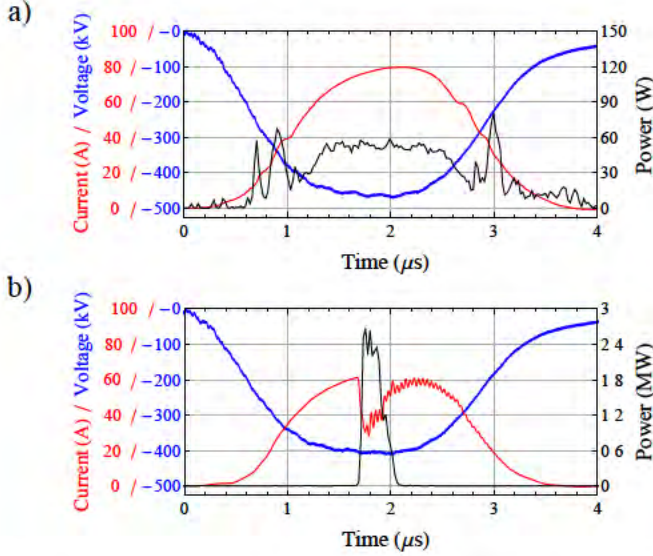 a)
Current (A) / Voltage (kV)
100 / −0
80 / −100
60 / −200
40 / −300
20 / −400
0 / −500
150
120
90
60
30
0
Power (W)
0 1 2 3 4
Time (μs)
b)
Current (A) / Voltage (kV)
100 / −0
80 / −100
60 / −200
40 / −300
20 / −400
0 / −500
3
2.4
1.8
1.2
0.6
0
Power (MW)
0 1 2 3 4
Time (μs)